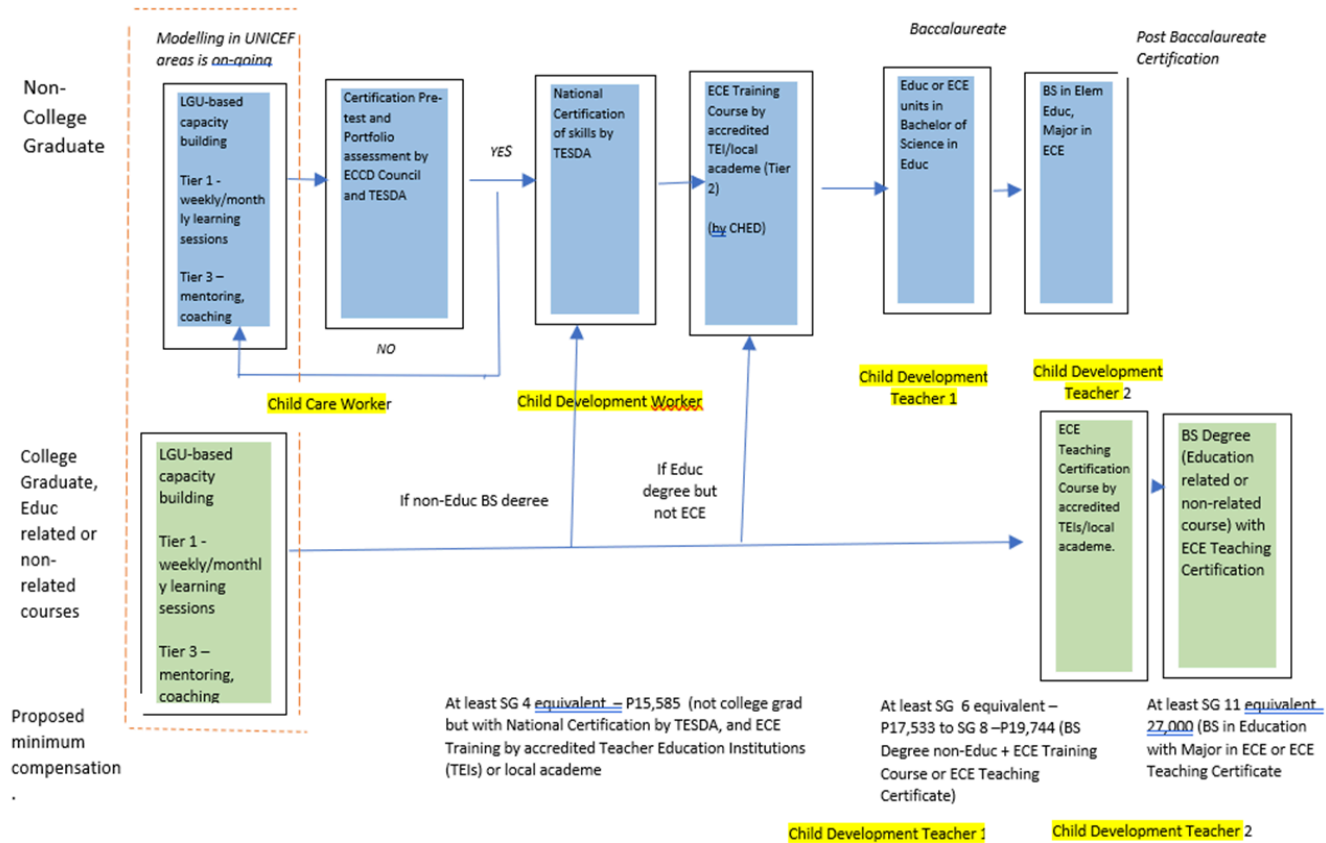 Modelling in UNICEF
areas is on-going
Baccalaureate
Post Baccalaureate
Certification
Non-
College
Graduate
LGU-based
capacity
building
Tier 1 -
weekly/month
ly learning
sessions
Tier 3 –
mentoring,
coaching
Certification Pre-
test and
Portfolio
assessment by
ECCD Council
and TESDA
YES
NO
National
Certification
of skills by
TESDA
ECE Training
Course by
accredited
TEI/local
academe (Tier
2)
(by CHED)
Educ or ECE
units in
Bachelor of
Science in
Educ
BS in Elem
Educ,
Major in
ECE
Child Care Worker
Child Development Worker
Child Development
Teacher 1
Child Development
Teacher 2
College
Graduate,
Educ
related or
non-
related
courses
LGU-based
capacity
building
Tier 1 -
weekly/monthl
y learning
sessions
Tier 3 –
mentoring,
coaching
If non-Educ BS degree
If Educ
degree but
not ECE
ECE
Teaching
Certification
Course by
accredited
TEIs/local
academe.
BS Degree
(Education
related or
non-related
course) with
ECE Teaching
Certification
Proposed
minimum
compensation
.
At least SG 4 equivalent – P15,585 (not college grad
but with National Certification by TESDA, and ECE
Training by accredited Teacher Education Institutions
(TEIs) or local academe
At least SG 6 equivalent –
P17,533 to SG 8 –P19,744 (BS
Degree non-Educ + ECE Training
Course or ECE Teaching
Certificate)
At least SG 11 equivalent
27,000 (BS in Education
with Major in ECE or ECE
Teaching Certificate
Child Development Teacher 1
Child Development Teacher 2